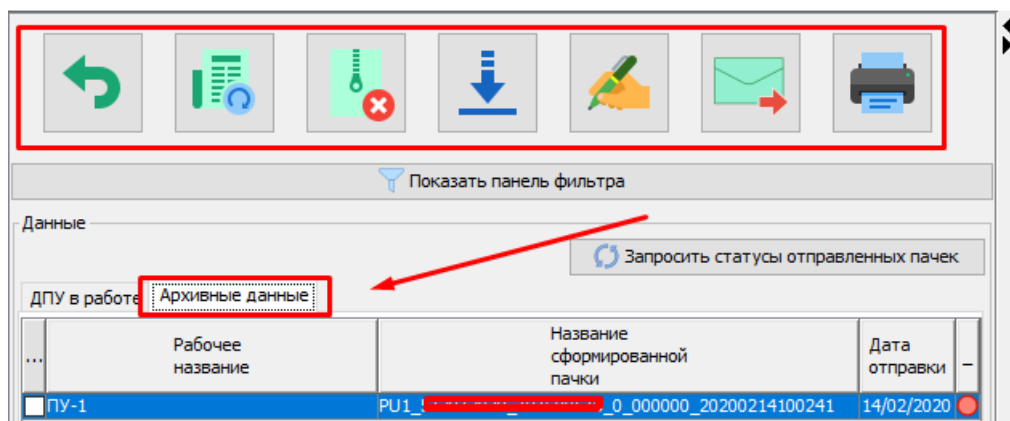 Показать панель фильтра
Данные
Запросить статусы отправленных пачек
ДПУ в работе Архивные данные
... Рабочее название Название сформированной пачки Дата отправки –
ПУ-1 PU1_ _0_000000_20200214100241 14/02/2020